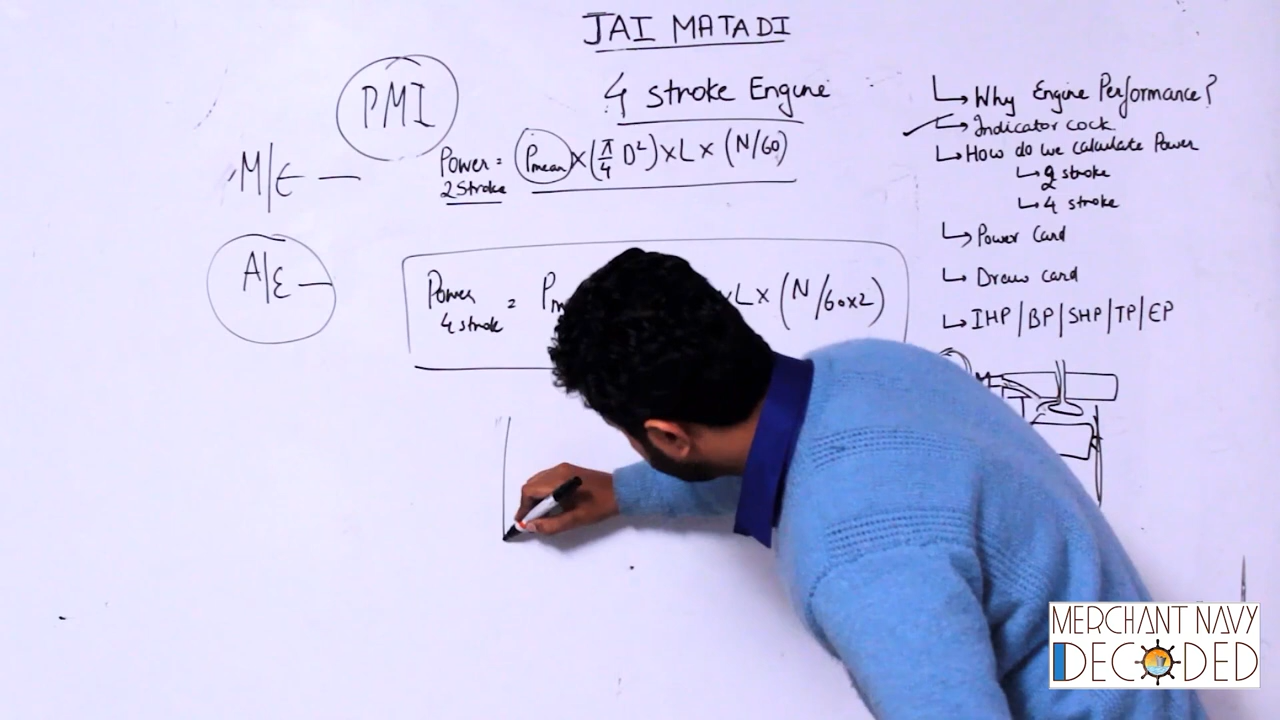 JAI MATADI
PMI
4 stroke Engine
M/E —
Power = Pmean × (π/4 D²) × L × (N/60)
2 Stroke
A/E —
Power = Pm × L × (N/60×2)
4 strok
↳ Why Engine Performance?
↳ Indicator cock
↳ How do we calculate Power
↳ 2 stroke
↳ 4 stroke
↳ Power Card
↳ Draw card
↳ IHP / BP / SHP / TP / EP
MERCHANT NAVY
DECODED